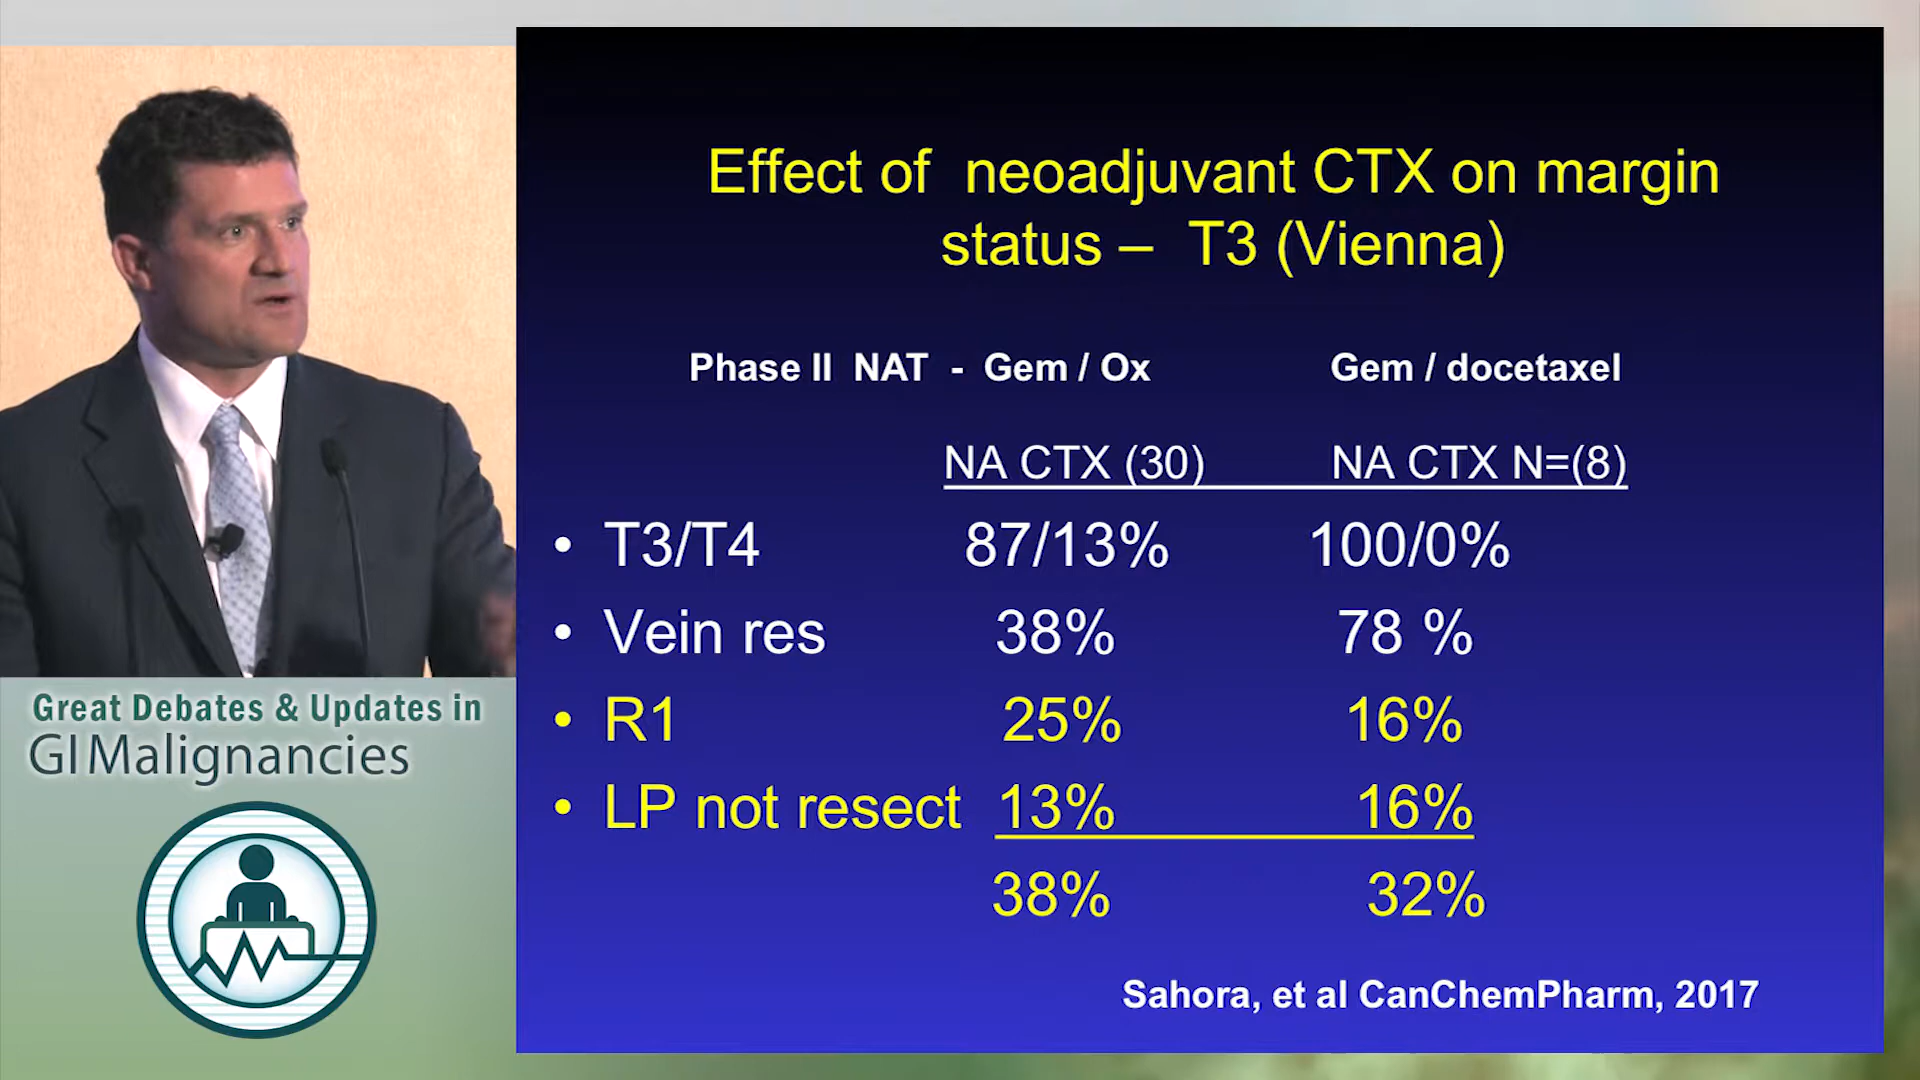 Effect of neoadjuvant CTX on margin
status – T3 (Vienna)
Phase II NAT - Gem / Ox Gem / docetaxel
NA CTX (30) NA CTX N=(8)
• T3/T4 87/13% 100/0%
• Vein res 38% 78 %
• R1 25% 16%
• LP not resect 13% 16%
38% 32%
Sahora, et al CanChemPharm, 2017
Great Debates & Updates in
GI Malignancies